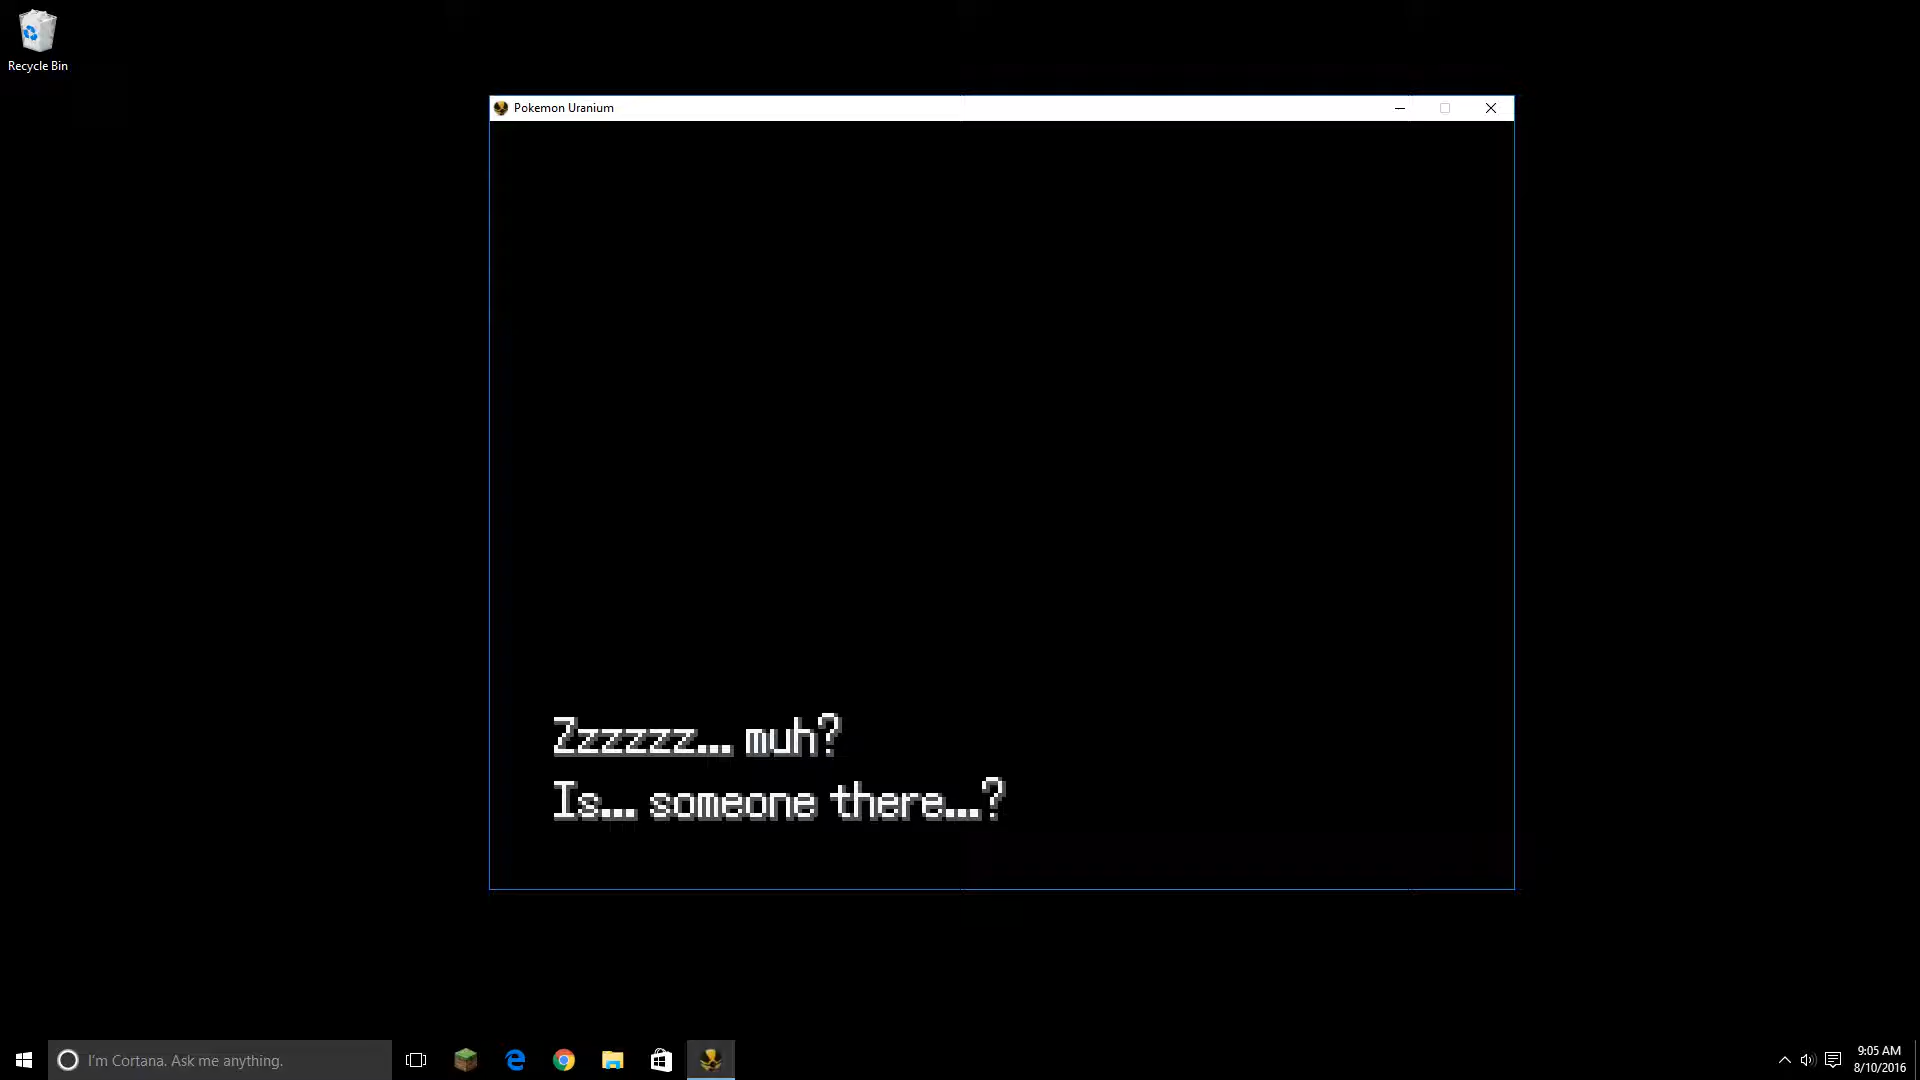 Recycle Bin
Pokemon Uranium
Zzzzzz... muh?
Is... someone there...?
I'm Cortana. Ask me anything.
9:05 AM
8/10/2016